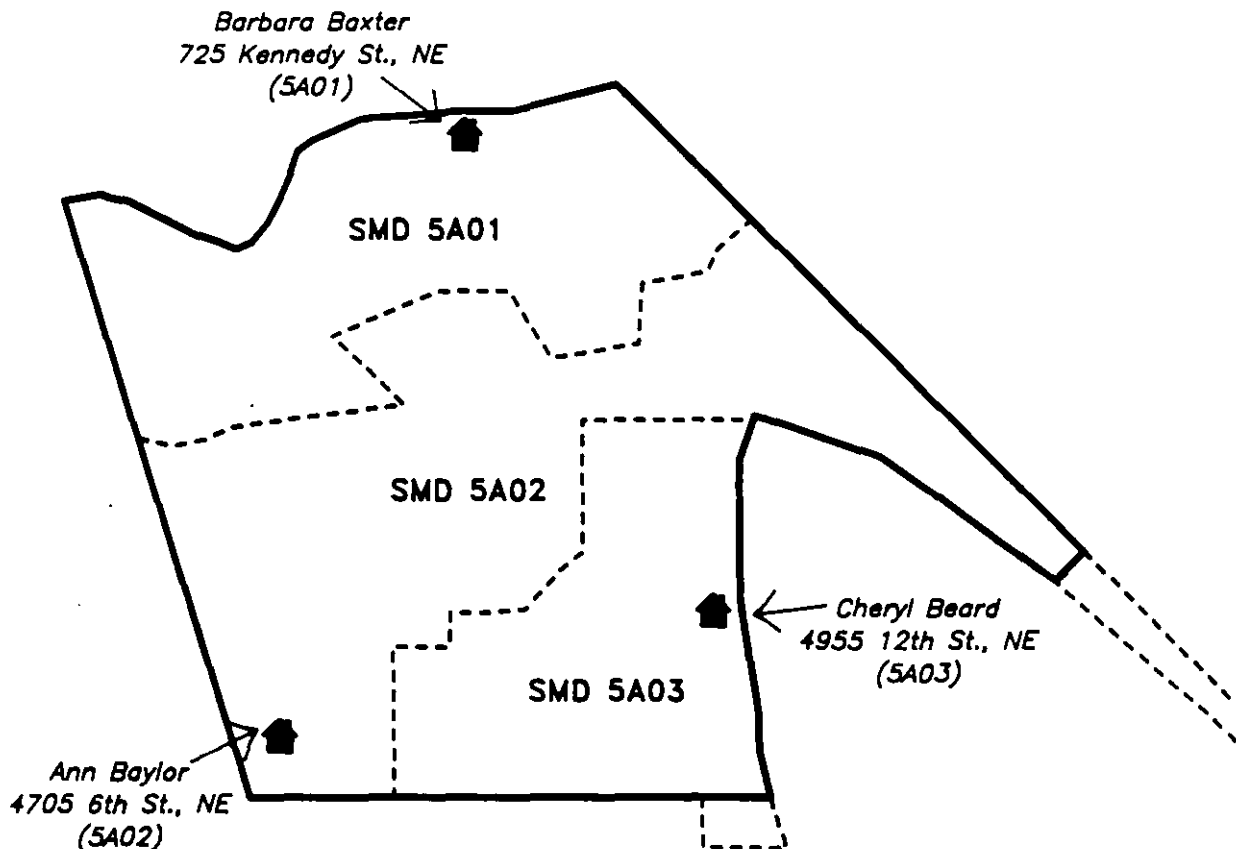 Barbara Baxter
725 Kennedy St., NE
(5A01)
SMD 5A01
SMD 5A02
Cheryl Beard
4955 12th St., NE
(5A03)
SMD 5A03
Ann Baylor
4705 6th St., NE
(5A02)